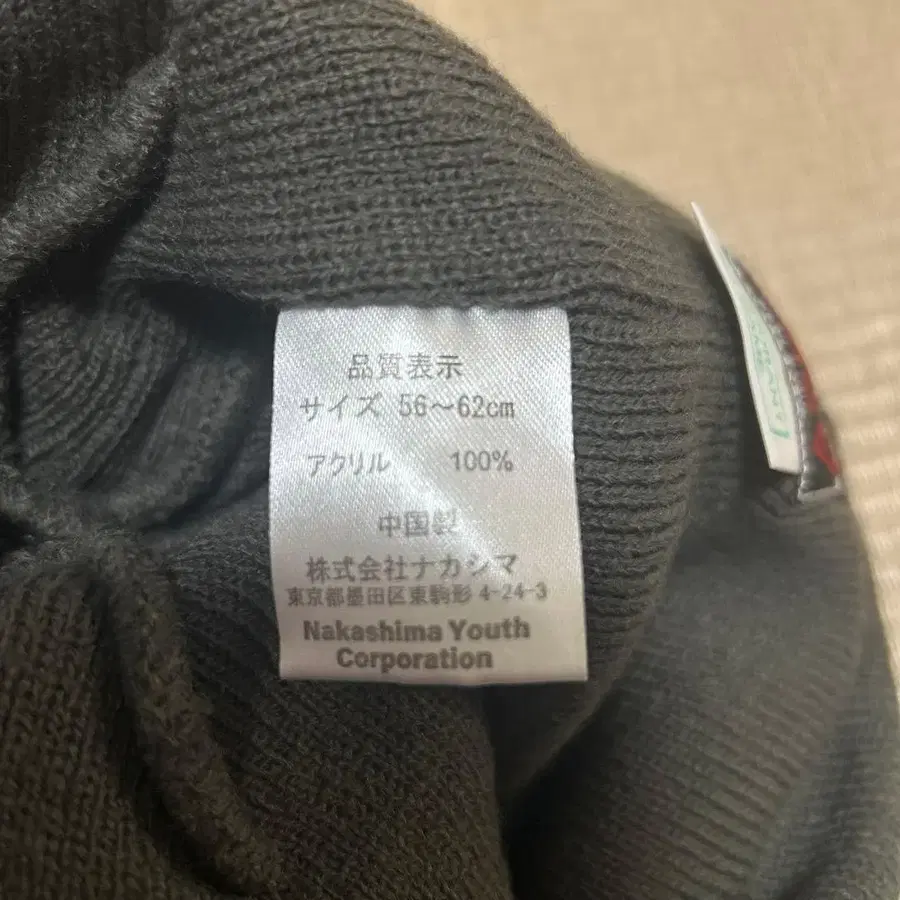 品質表示
サイズ 56〜62cm
アクリル 100%
中国製
株式会社ナカシマ
東京都墨田区東駒形 4-24-3
Nakashima Youth
Corporation